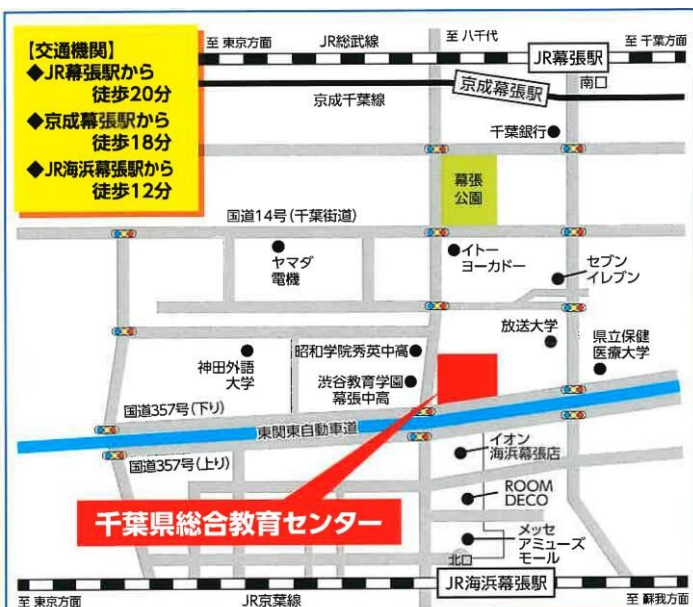 【交通機関】
◆JR幕張駅から
徒歩20分
◆京成幕張駅から
徒歩18分
◆JR海浜幕張駅から
徒歩12分
至 東京方面
JR総武線
至 八千代
JR幕張駅
至 千葉方面
京成千葉線
京成幕張駅
南口
千葉銀行
幕張
公園
国道14号(千葉街道)
ヤマダ
電機
イトー
ヨーカドー
セブン
イレブン
神田外語
大学
昭和学院秀英中高
渋谷教育学園
幕張中高
放送大学
県立保健
医療大学
国道357号(下り)
東関東自動車道
国道357号(上り)
イオン
海浜幕張店
ROOM
DECO
千葉県総合教育センター
メッセ
アミューズ
モール
北口
JR海浜幕張駅
至 東京方面
JR京葉線
至 蘇我方面